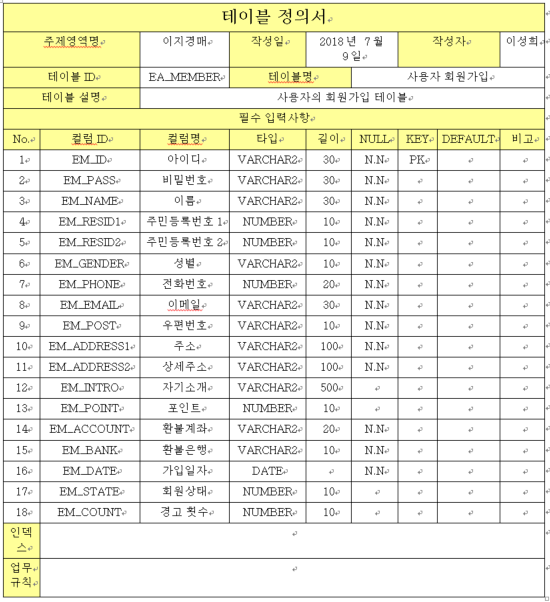 테이블 정의서
주제영역명 이지경매 작성일 2018년 7월 9일 작성자 이성희
테이블 ID EA_MEMBER 테이블명 사용자 회원가입
테이블 설명 사용자의 회원가입 테이블
필수 입력사항
No. 컬럼 ID 컬럼명 타입 길이 NULL KEY DEFAULT 비고
1 EM_ID 아이디 VARCHAR2 30 N.N PK
2 EM_PASS 비밀번호 VARCHAR2 30 N.N
3 EM_NAME 이름 VARCHAR2 30 N.N
4 EM_RESID1 주민등록번호 1 NUMBER 10 N.N
5 EM_RESID2 주민등록번호 2 NUMBER 10 N.N
6 EM_GENDER 성별 VARCHAR2 10 N.N
7 EM_PHONE 전화번호 NUMBER 20 N.N
8 EM_EMAIL 이메일 VARCHAR2 30 N.N
9 EM_POST 우편번호 VARCHAR2 10 N.N
10 EM_ADDRESS1 주소 VARCHAR2 100 N.N
11 EM_ADDRESS2 상세주소 VARCHAR2 100 N.N
12 EM_INTRO 자기소개 VARCHAR2 500
13 EM_POINT 포인트 NUMBER 10
14 EM_ACCOUNT 환불계좌 VARCHAR2 20 N.N
15 EM_BANK 환불은행 VARCHAR2 10 N.N
16 EM_DATE 가입일자 DATE N.N
17 EM_STATE 회원상태 NUMBER 10
18 EM_COUNT 경고 횟수 NUMBER 10
인덱스
업무규칙